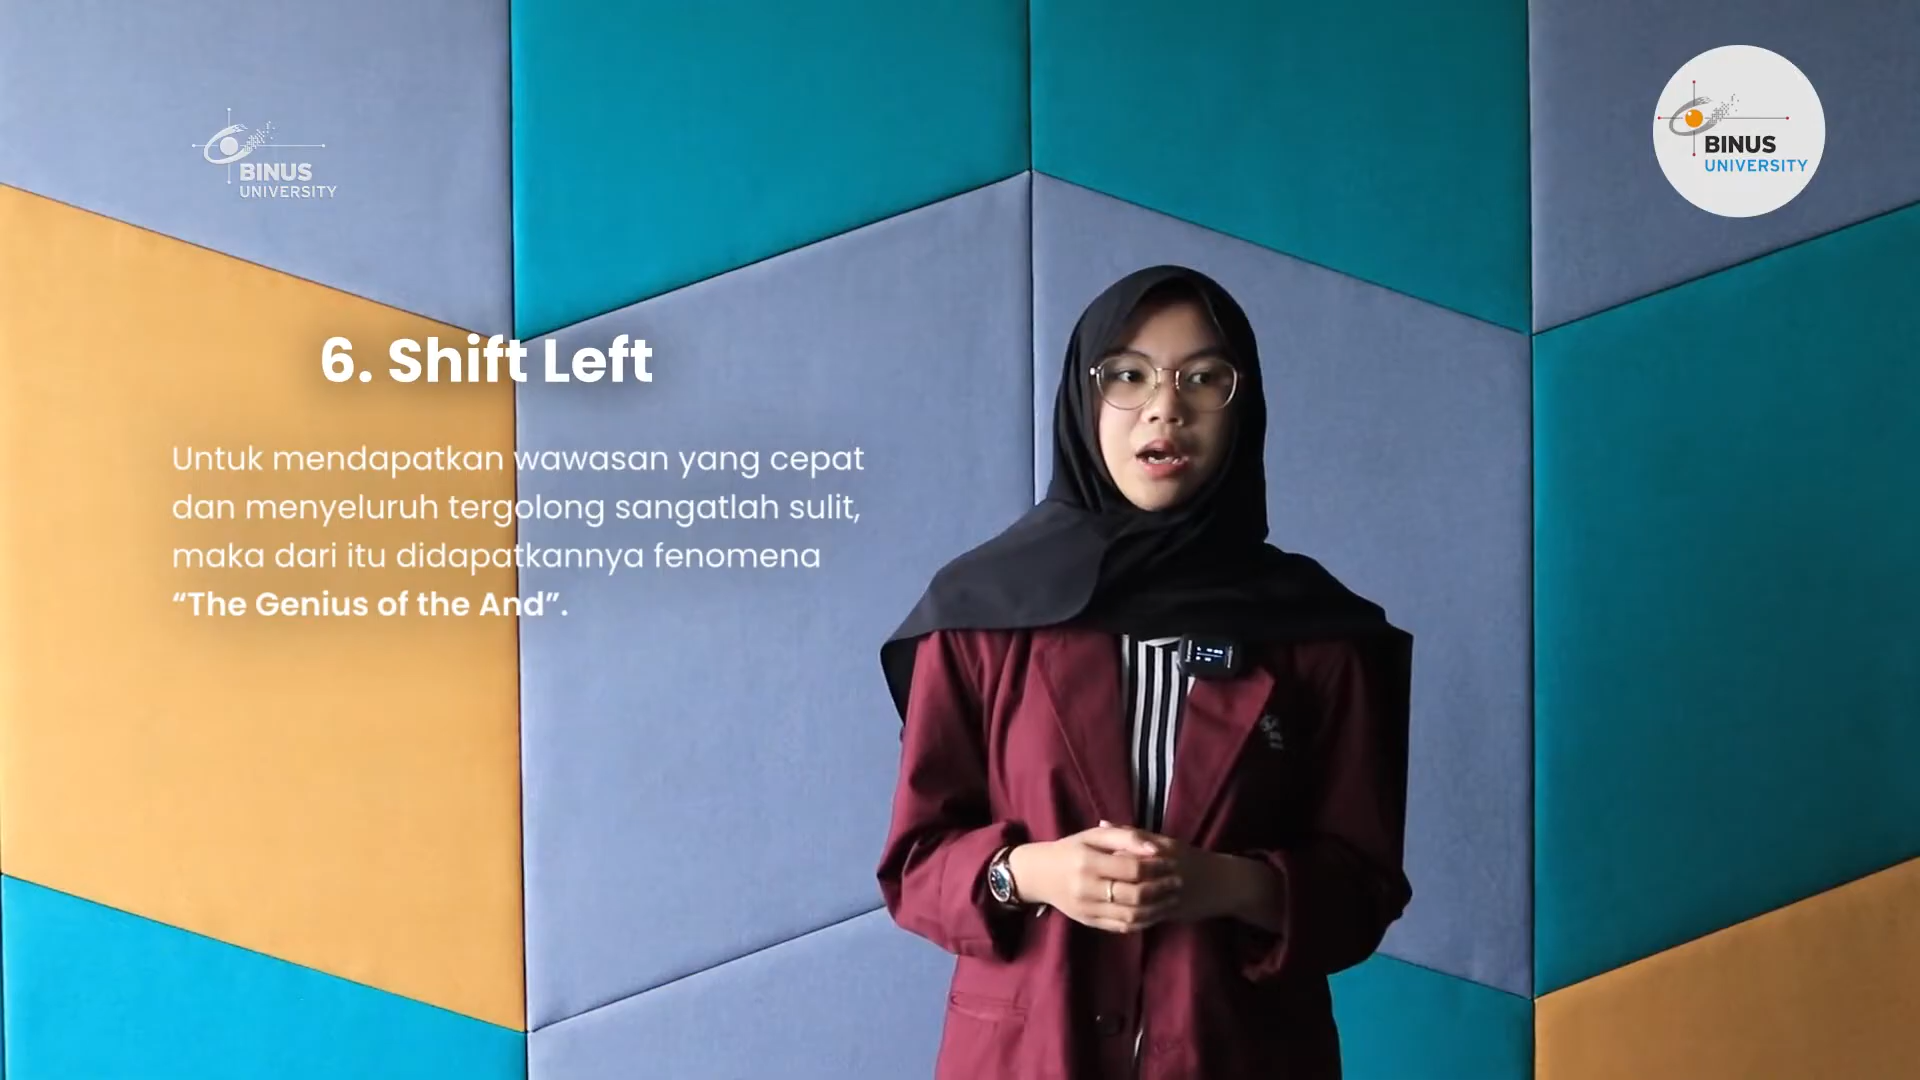 BINUS
UNIVERSITY
BINUS
UNIVERSITY
6. Shift Left
Untuk mendapatkan wawasan yang cepat
dan menyeluruh tergolong sangatlah sulit,
maka dari itu didapatkannya fenomena
“The Genius of the And”.